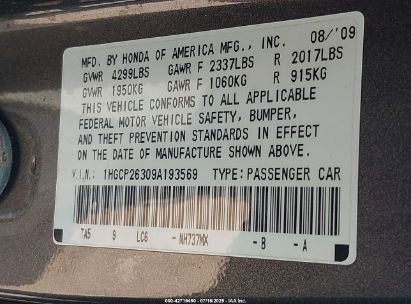 MFD. BY HONDA OF AMERICA MFG., INC. 08/'09
GVWR 4299LBS GAWR F 2337LBS R 2017LBS
GVWR 1950KG GAWR F 1060KG R 915KG
THIS VEHICLE CONFORMS TO ALL APPLICABLE
FEDERAL MOTOR VEHICLE SAFETY, BUMPER,
AND THEFT PREVENTION STANDARDS IN EFFECT
ON THE DATE OF MANUFACTURE SHOWN ABOVE.
V.I.N: 1HGCP26309A193569 TYPE: PASSENGER CAR
TA5 9 LC6 - NH737MX - B - A